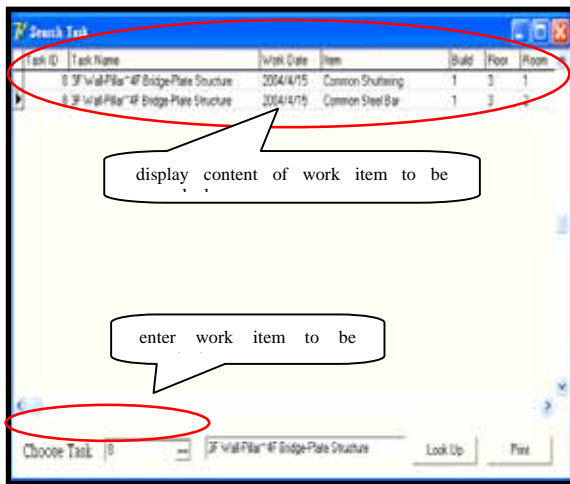 Search Task
Task ID Task Name Work Date Item Build Floor Room
8 3F Wall-Pillar~4F Bridge-Plate Structure 2004/4/15 Common Shuttering 1 3 1
8 3F Wall-Pillar~4F Bridge-Plate Structure 2004/4/15 Common Steel Bar 1 3
display content of work item to be
enter work item to be
Choose Task 8 3F Wall-Pillar~4F Bridge-Plate Structure Look Up Print